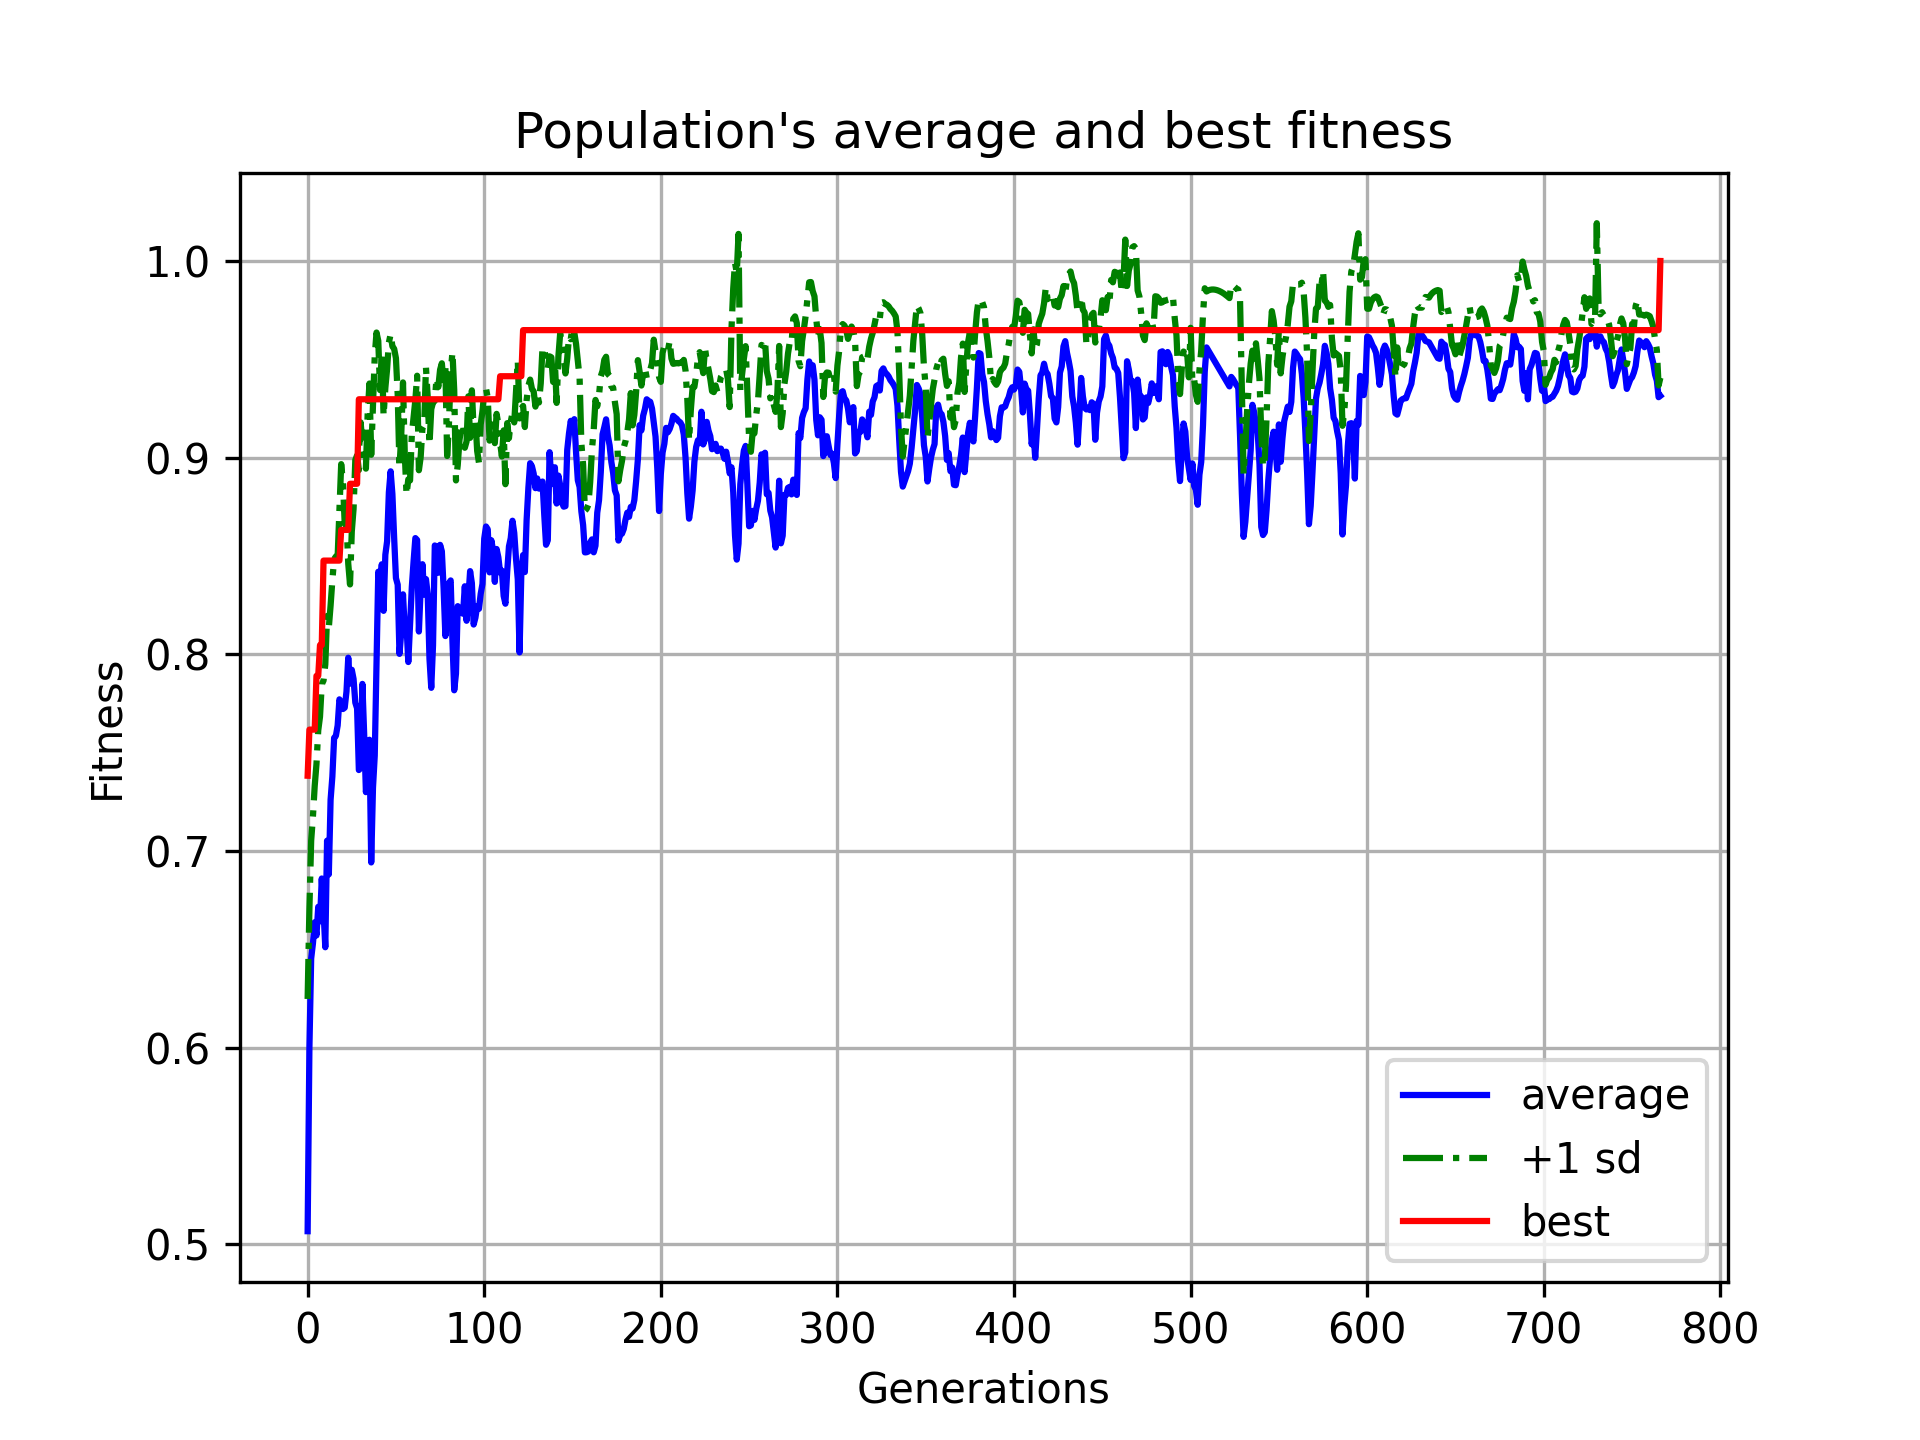 Population's average and best fitness
Fitness
1.0
0.9
0.8
0.7
0.6
0.5
average
+1 sd
best
0 100 200 300 400 500 600 700 800
Generations